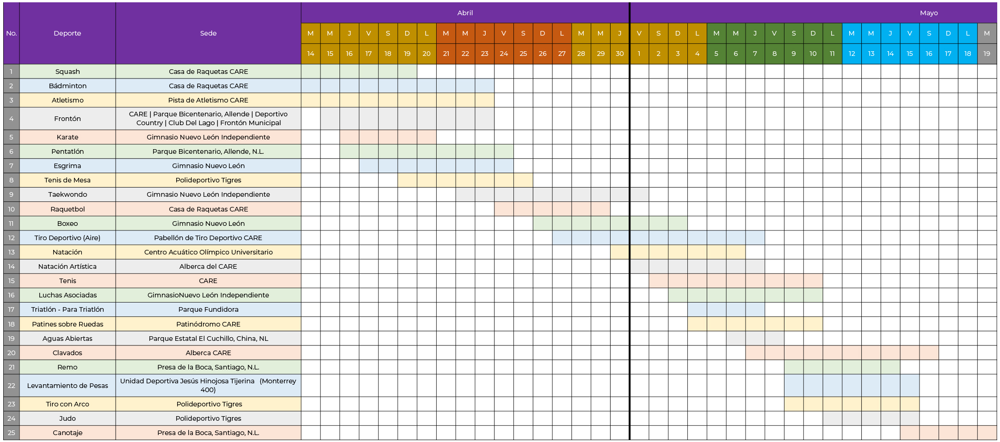 Abril Mayo
No. Deporte Sede
M M J V S D L M M J V S D L M M J V S D L M M J V S D L M M J V S D L M
14 15 16 17 18 19 20 21 22 23 24 25 26 27 28 29 30 1 2 3 4 5 6 7 8 9 10 11 12 13 14 15 16 17 18 19
1 Squash Casa de Raquetas CARE
2 Bádminton Casa de Raquetas CARE
3 Atletismo Pista de Atletismo CARE
4 Frontón CARE | Parque Bicentenario, Allende | Deportivo
Country | Club Del Lago | Frontón Municipal
5 Karate Gimnasio Nuevo León Independiente
6 Pentatlón Parque Bicentenario, Allende, N.L.
7 Esgrima Gimnasio Nuevo León
8 Tenis de Mesa Polideportivo Tigres
9 Taekwondo Gimnasio Nuevo León Independiente
10 Raquetbol Casa de Raquetas CARE
11 Boxeo Gimnasio Nuevo León
12 Tiro Deportivo (Aire) Pabellón de Tiro Deportivo CARE
13 Natación Centro Acuático Olímpico Universitario
14 Natación Artística Alberca del CARE
15 Tenis CARE
16 Luchas Asociadas GimnasioNuevo León Independiente
17 Triatlón - Para Triatlón Parque Fundidora
18 Patines sobre Ruedas Patinódromo CARE
19 Aguas Abiertas Parque Estatal El Cuchillo, China, NL
20 Clavados Alberca CARE
21 Remo Presa de la Boca, Santiago, N.L.
22 Levantamiento de Pesas Unidad Deportiva Jesús Hinojosa Tijerina (Monterrey
400)
23 Tiro con Arco Polideportivo Tigres
24 Judo Polideportivo Tigres
25 Canotaje Presa de la Boca, Santiago, N.L.